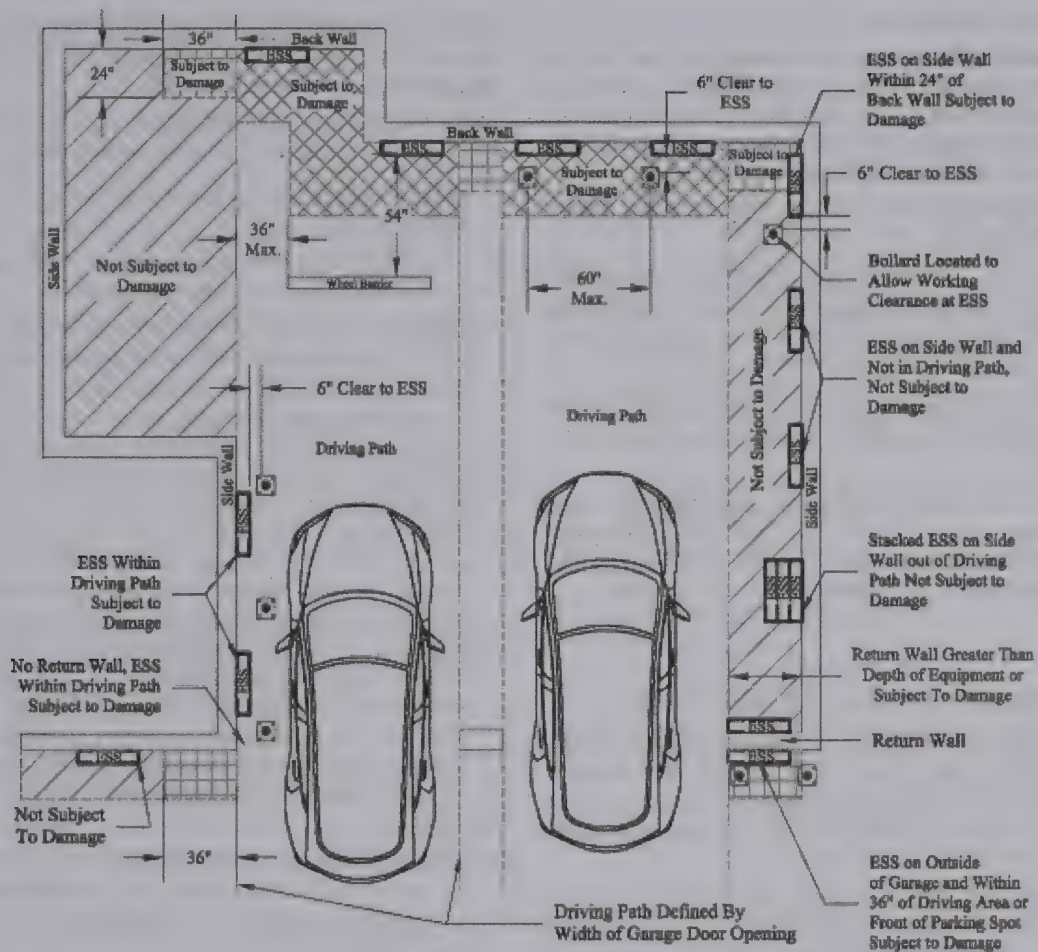 36"
Back Wall
ESS
24"
Subject to
Damage
Subject to
Damage
6" Clear to
ESS
ESS on Side Wall
Within 24" of
Back Wall Subject to
Damage
Back Wall
ESS
ESS
ESS
Subject to
Damage
Subject to
Damage
ESS
6" Clear to ESS
54"
36"
Max.
Side Wall
Not Subject to
Damage
Wheel Barrier
60"
Max.
Bollard Located to
Allow Working
Clearance at ESS
ESS
ESS on Side Wall and
Not in Driving Path,
Not Subject to
Damage
6" Clear to ESS
Driving Path
Driving Path
Not Subject to Damage
ESS
Side Wall
Side Wall
ESS
Stacked ESS on Side
Wall out of Driving
Path Not Subject to
Damage
ESS Within
Driving Path
Subject to
Damage
No Return Wall, ESS
Within Driving Path
Subject to Damage
ESS
Return Wall Greater Than
Depth of Equipment or
Subject To Damage
ESS
Return Wall
ESS
ESS
Not Subject
To Damage
36"
Driving Path Defined By
Width of Garage Door Opening
ESS on Outside
of Garage and Within
36" of Driving Area or
Front of Parking Spot
Subject to Damage